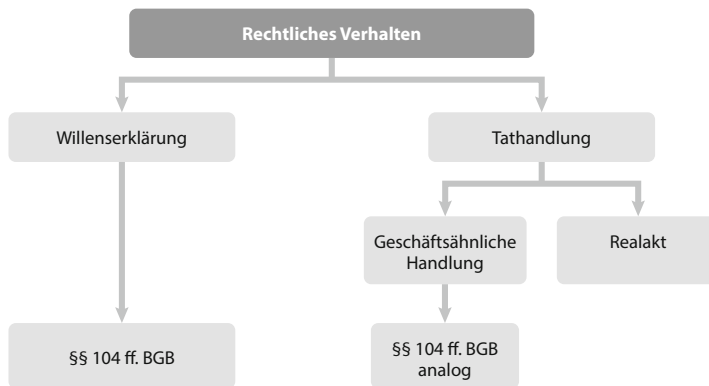 Rechtliches Verhalten
Willenserklärung
Tathandlung
Geschäftsähnliche
Handlung
Realakt
§§ 104 ff. BGB
§§ 104 ff. BGB
analog